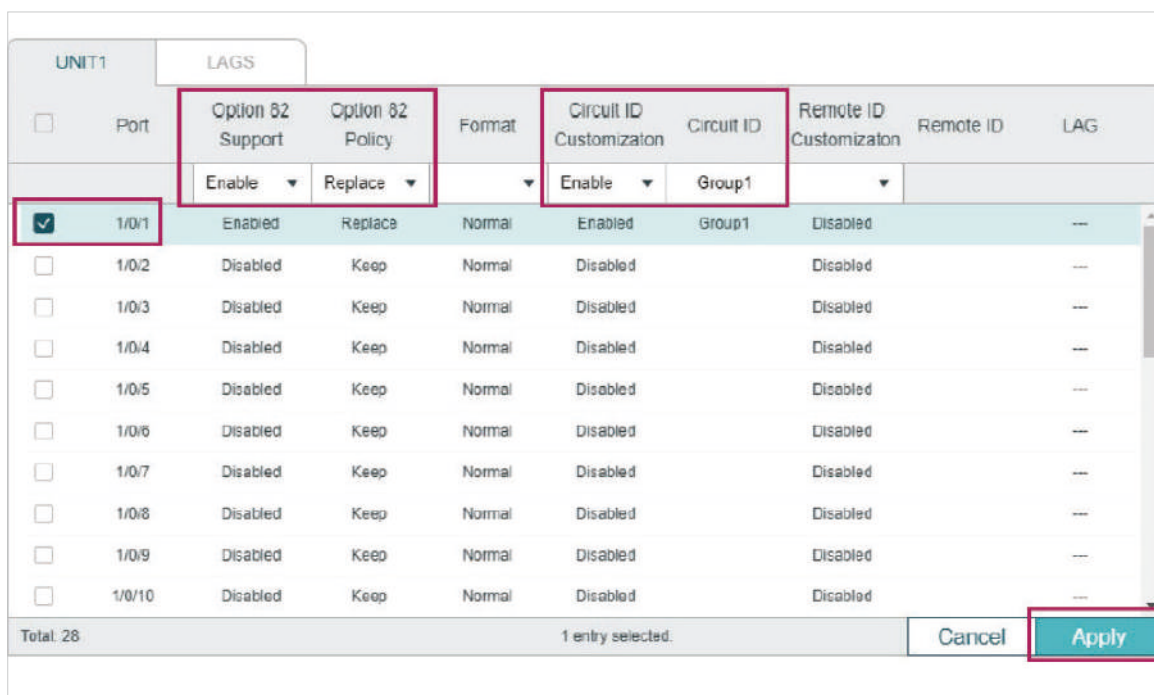 UNIT1 LAGS
Port Option 82 Support Option 82 Policy Format Circuit ID Customizaton Circuit ID Remote ID Customizaton Remote ID LAG
Enable Replace Enable Group1
1/0/1 Enabled Replace Normal Enabled Group1 Disabled ---
1/0/2 Disabled Keep Normal Disabled Disabled ---
1/0/3 Disabled Keep Normal Disabled Disabled ---
1/0/4 Disabled Keep Normal Disabled Disabled ---
1/0/5 Disabled Keep Normal Disabled Disabled ---
1/0/6 Disabled Keep Normal Disabled Disabled ---
1/0/7 Disabled Keep Normal Disabled Disabled ---
1/0/8 Disabled Keep Normal Disabled Disabled ---
1/0/9 Disabled Keep Normal Disabled Disabled ---
1/0/10 Disabled Keep Normal Disabled Disabled ---
Total: 28 1 entry selected. Cancel Apply